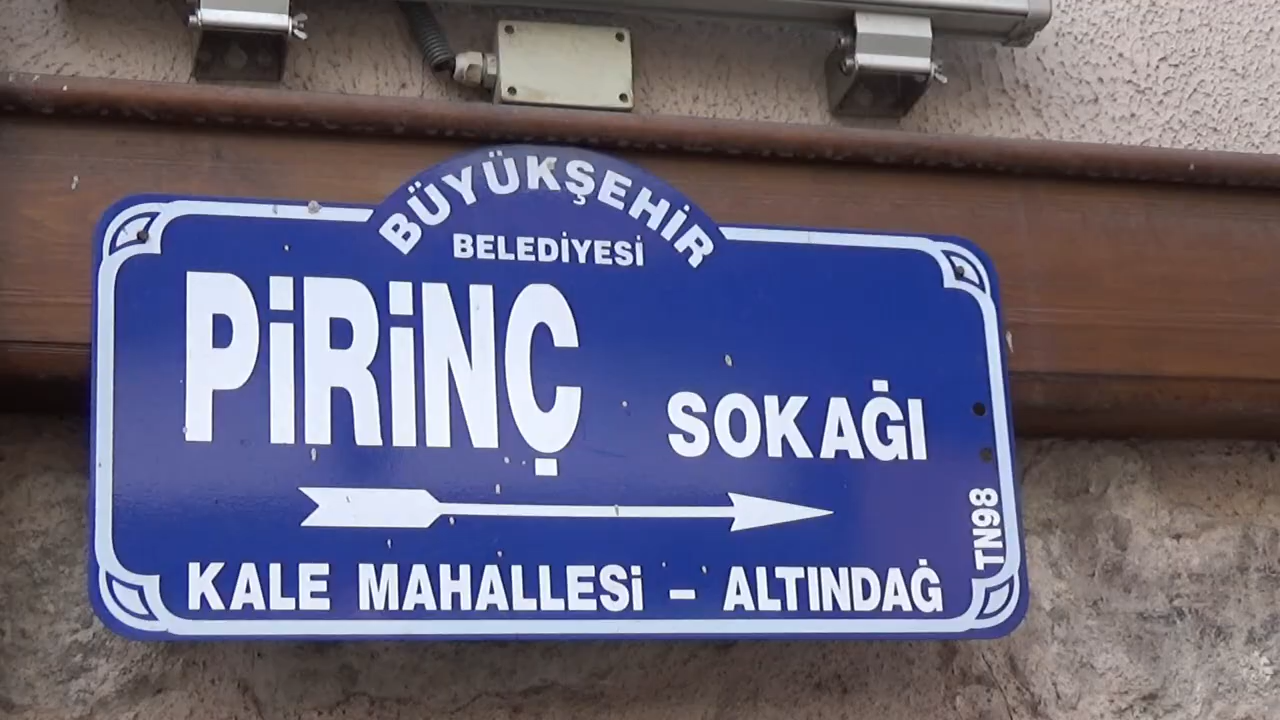 BÜYÜKŞEHİR
BELEDİYESİ
PİRİNÇ SOKAĞI
KALE MAHALLESİ - ALTINDAĞ
TN98